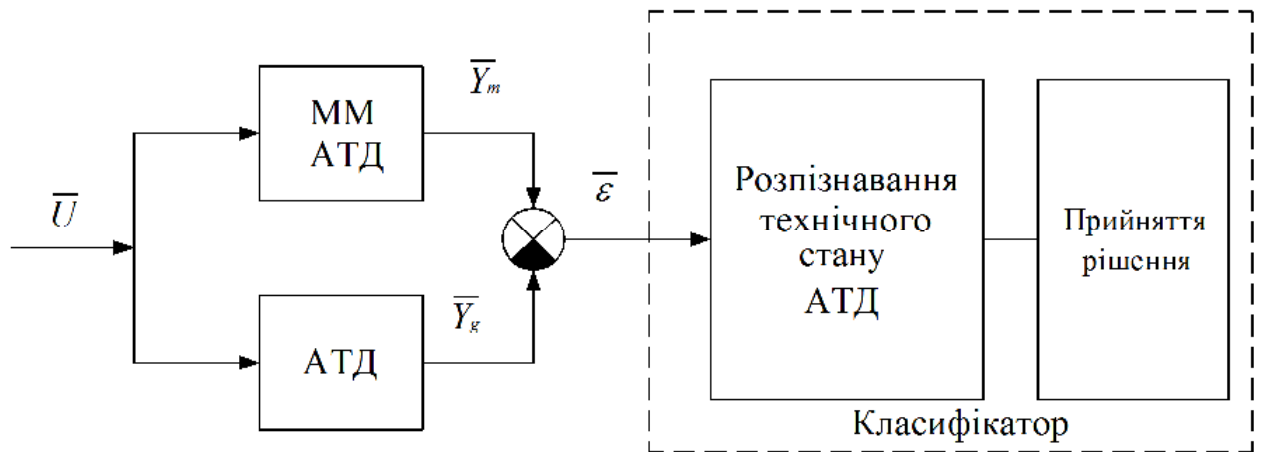 U̅
ММ
АТД
Y̅ₘ
АТД
Y̅g
ε̅
Розпізнавання
технічного
стану
АТД
Прийняття
рішення
Класифікатор